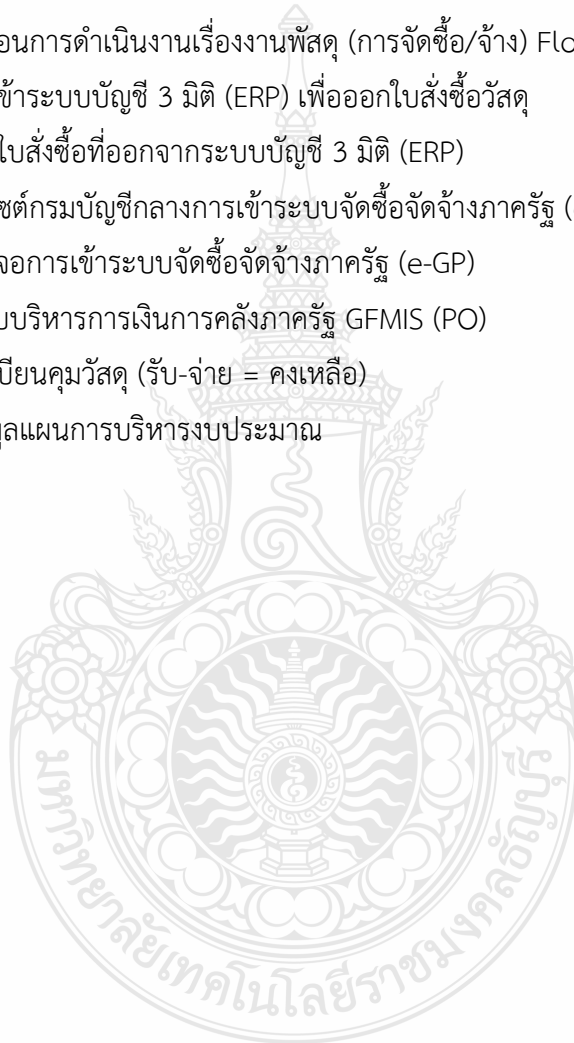 อนการดำเนินงานเรื่องงานพัสดุ (การจัดซื้อ/จ้าง) Flo
ข้าระบบบัญชี 3 มิติ (ERP) เพื่อออกใบสั่งซื้อวัสดุ
ใบสั่งซื้อที่ออกจากระบบบัญชี 3 มิติ (ERP)
ซต์กรมบัญชีกลางการเข้าระบบจัดซื้อจัดจ้างภาครัฐ (
จอการเข้าระบบจัดซื้อจัดจ้างภาครัฐ (e-GP)
บบริหารการเงินการคลังภาครัฐ GFMIS (PO)
บียนคุมวัสดุ (รับ-จ่าย = คงเหลือ)
มูลแผนการบริหารงบประมาณ
มหาวิทยาลัยเทคโนโลยีราชมงคลธัญบุรี